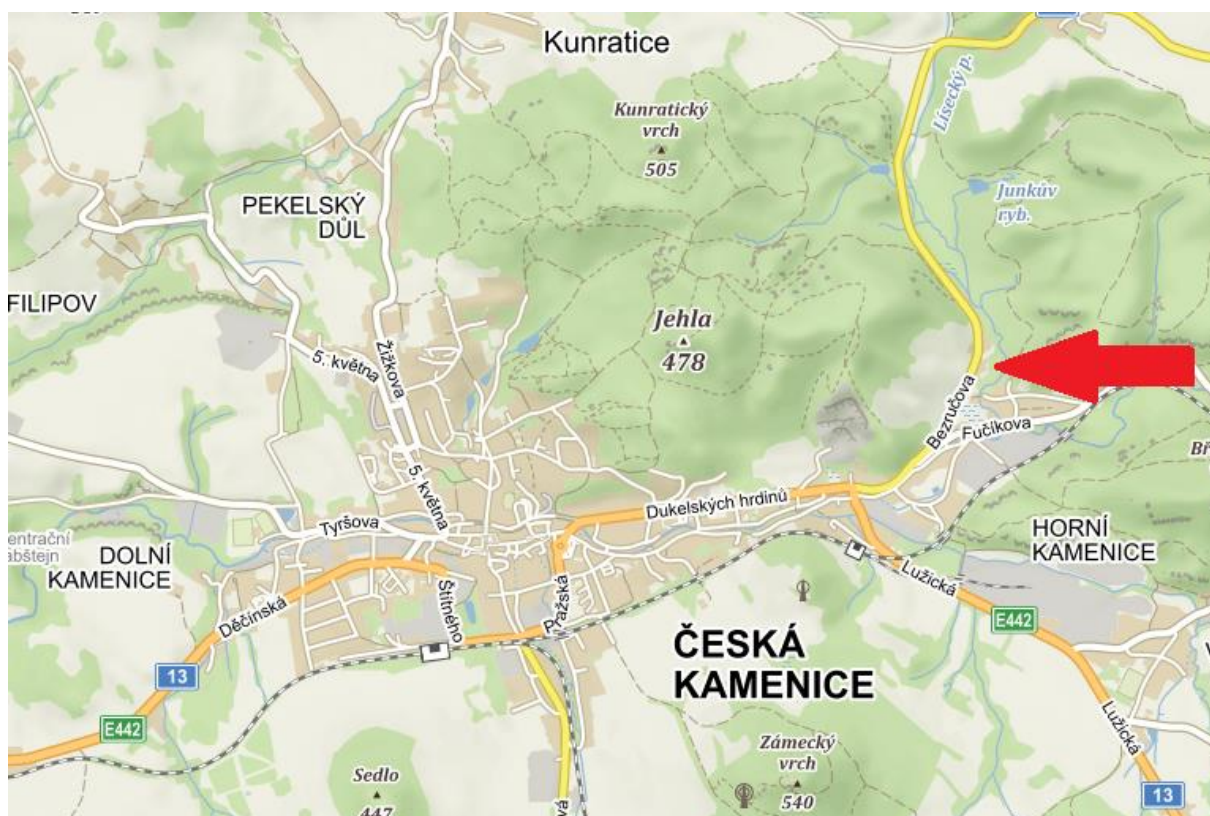 Kunratice
Kunratický
vrch
505
Lísecký p.
Junkův
ryb.
PEKELSKÝ
DŮL
FILIPOV
Jehla
478
5. května
Žižkova
Bezručova
Fučíkova
5. května
Dukelských hrdinů
Tyršova
HORNÍ
KAMENICE
DOLNÍ
KAMENICE
Děčínská
Štítného
Pražská
Lužická
E442
ČESKÁ
KAMENICE
13
E442
Lužická
Zámecký
vrch
540
Sedlo
447
13